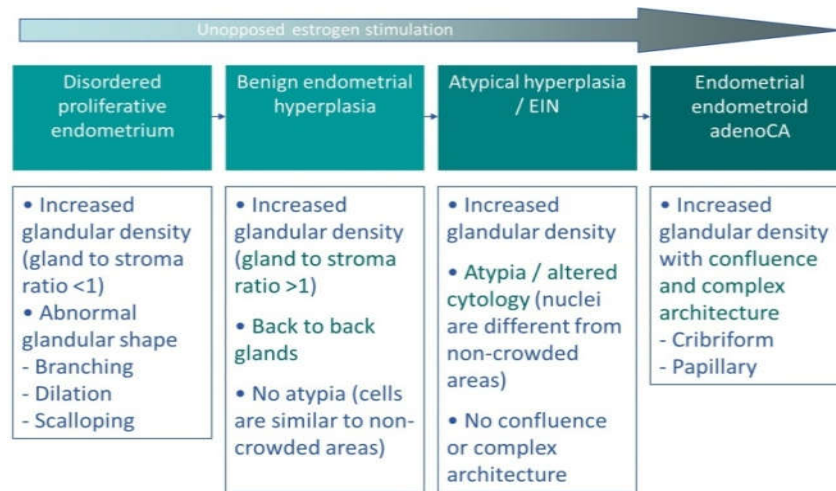 Unopposed estrogen stimulation
Disordered
proliferative
endometrium
Benign endometrial
hyperplasia
Atypical hyperplasia
/ EIN
Endometrial
endometroid
adenoCA
• Increased
glandular density
(gland to stroma
ratio <1)
• Abnormal
glandular shape
- Branching
- Dilation
- Scalloping
• Increased
glandular density
(gland to stroma
ratio >1)
• Back to back
glands
• No atypia (cells
are similar to non-
crowded areas)
• Increased
glandular density
• Atypia / altered
cytology (nuclei
are different from
non-crowded
areas)
• No confluence
or complex
architecture
• Increased
glandular density
with confluence
and complex
architecture
- Cribriform
- Papillary